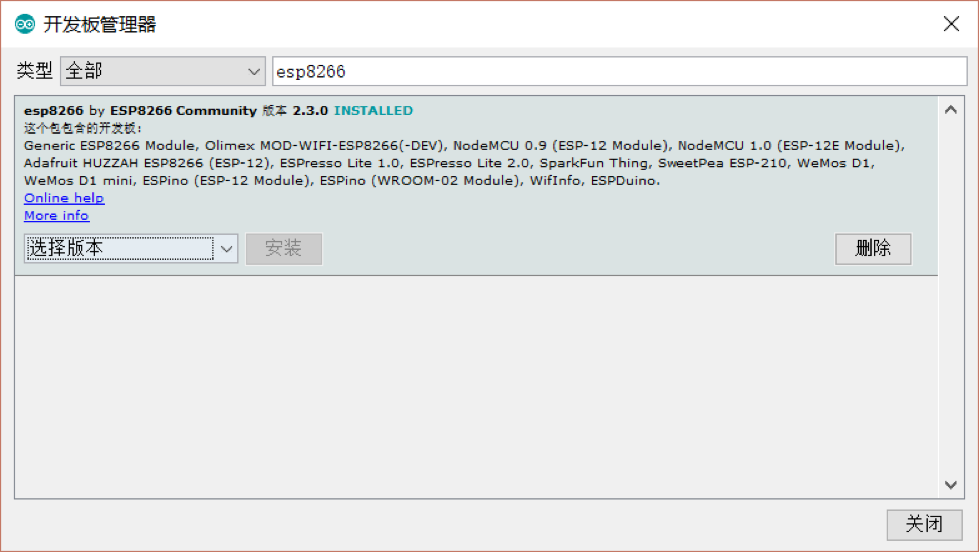 开发板管理器
类型 全部 esp8266
esp8266 by ESP8266 Community 版本 2.3.0 INSTALLED
这个包包含的开发板:
Generic ESP8266 Module, Olimex MOD-WIFI-ESP8266(-DEV), NodeMCU 0.9 (ESP-12 Module), NodeMCU 1.0 (ESP-12E Module),
Adafruit HUZZAH ESP8266 (ESP-12), ESPresso Lite 1.0, ESPresso Lite 2.0, SparkFun Thing, SweetPea ESP-210, WeMos D1,
WeMos D1 mini, ESPino (ESP-12 Module), ESPino (WROOM-02 Module), WifInfo, ESPDuino.
Online help
More info
选择版本 安装 删除
关闭